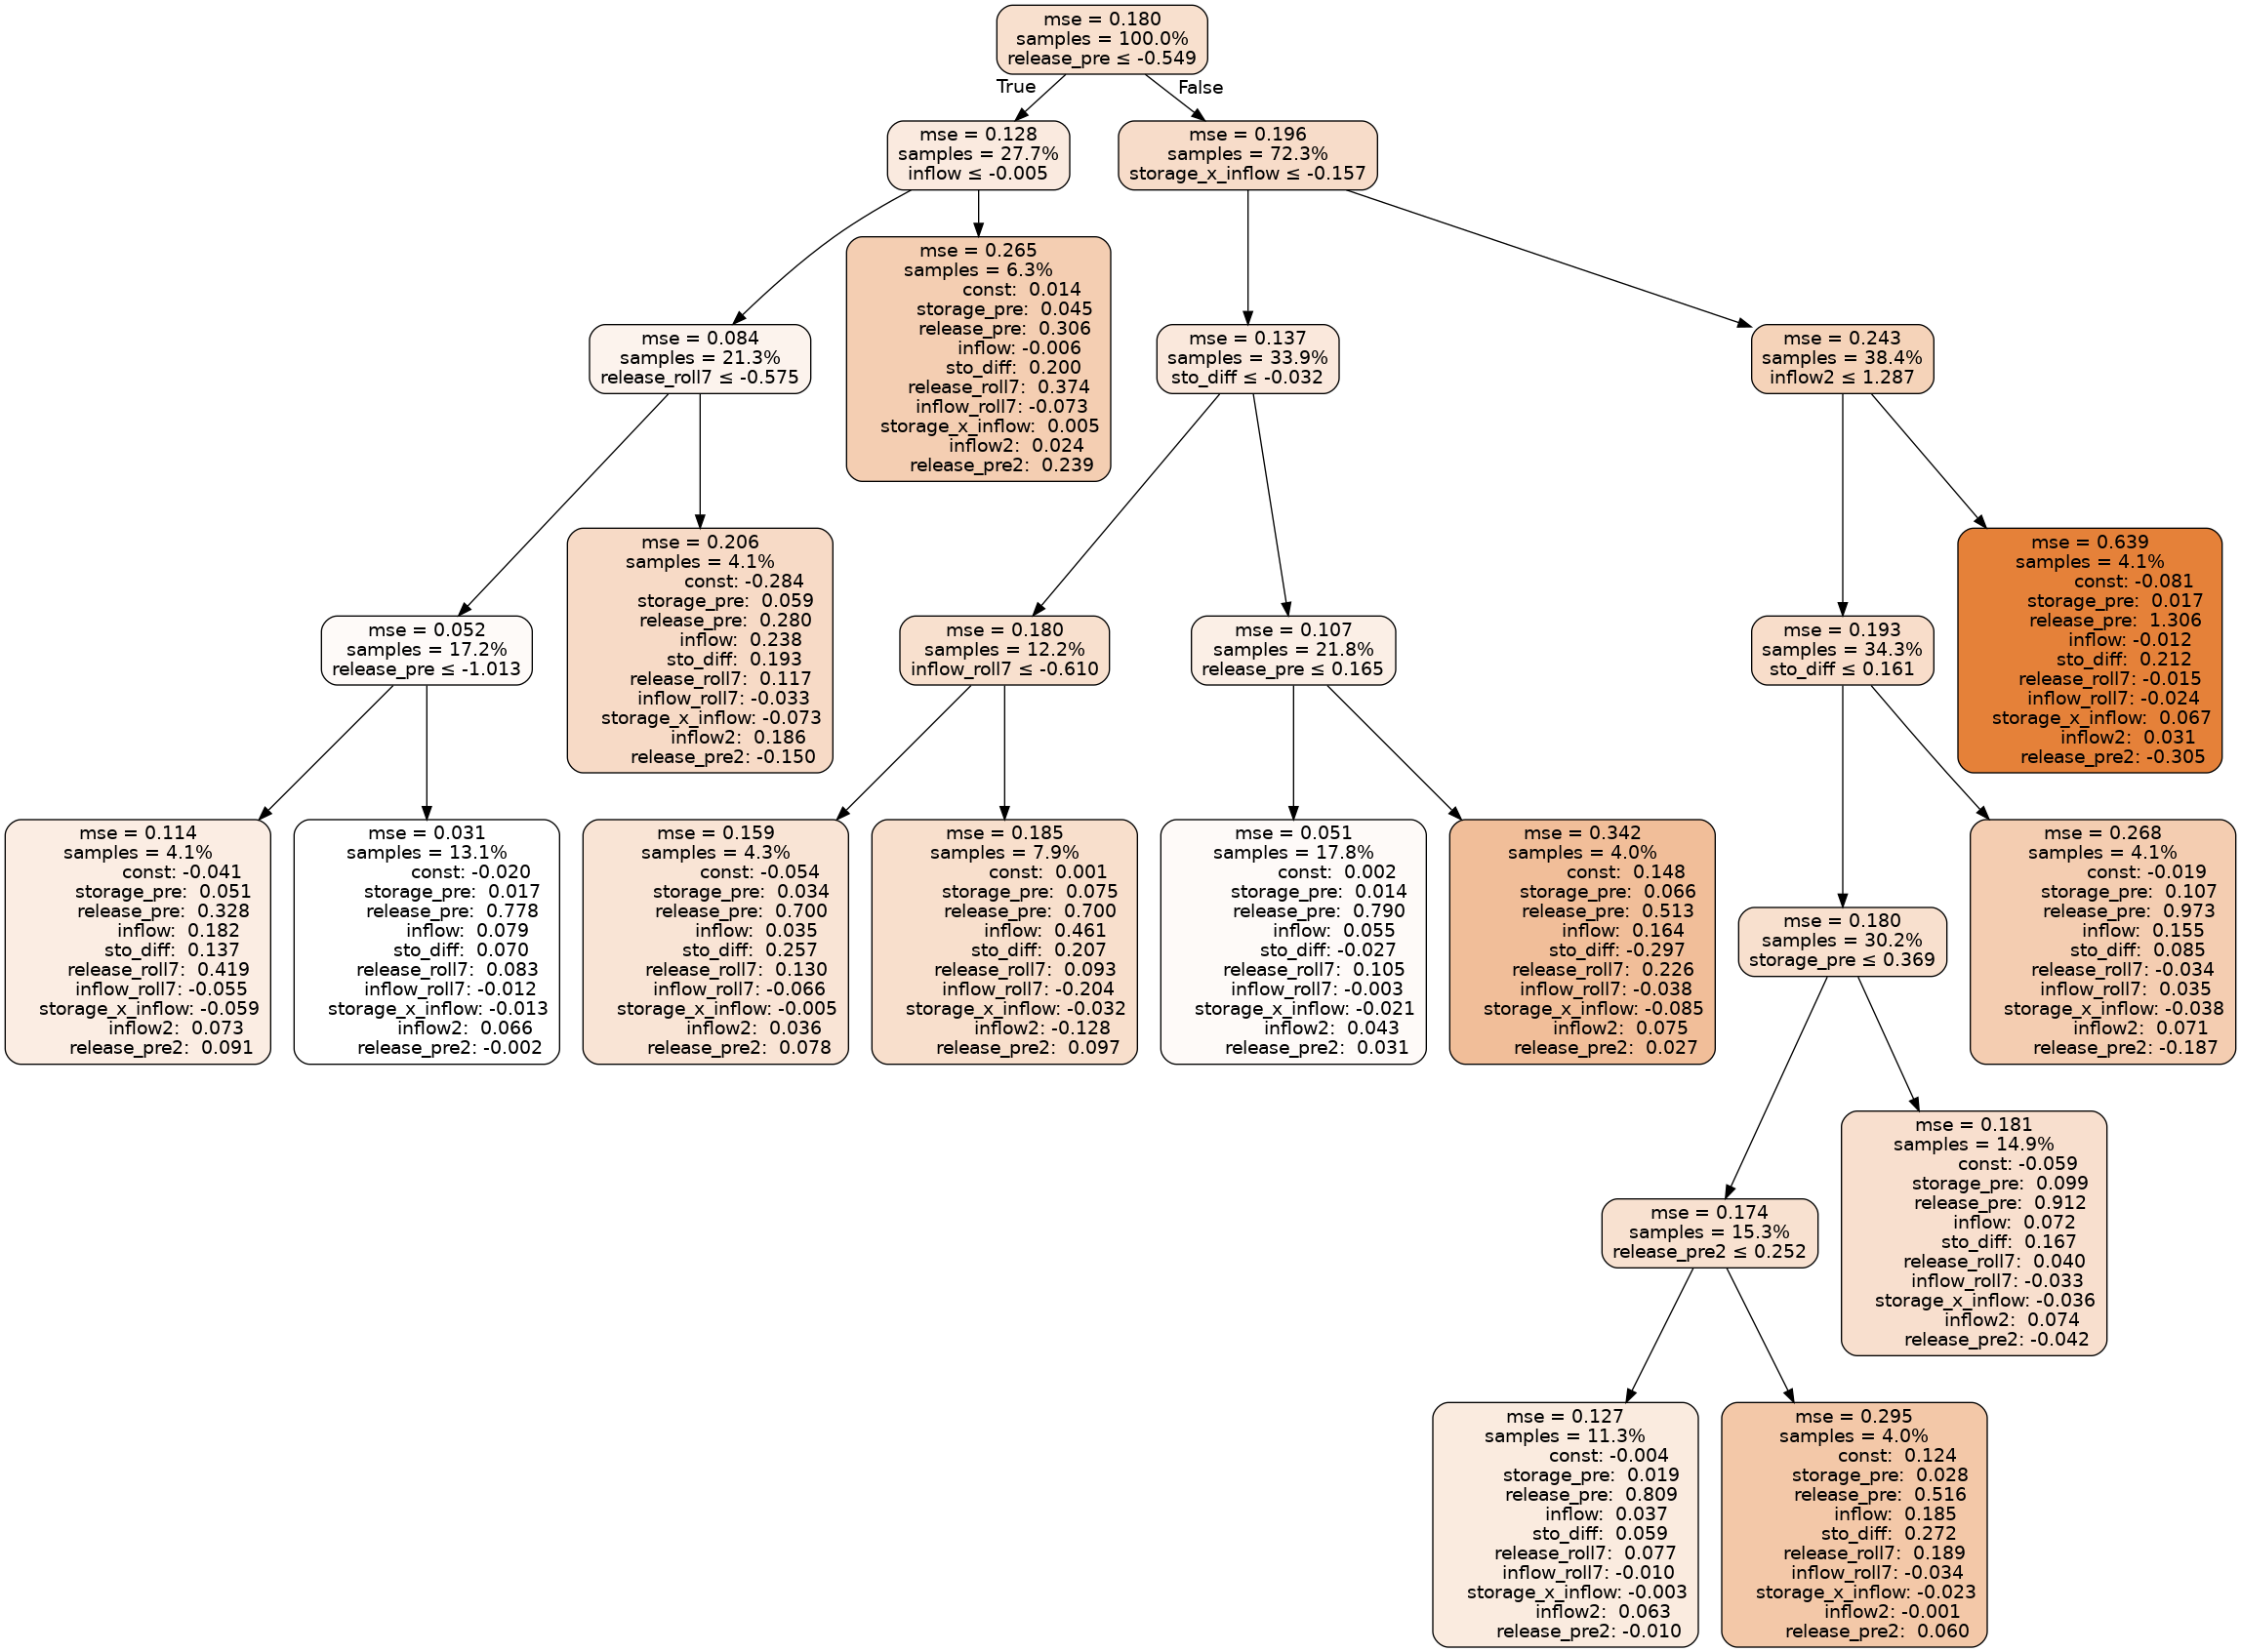 mse = 0.180
samples = 100.0%
release_pre ≤ -0.549
True
False
mse = 0.128
samples = 27.7%
inflow ≤ -0.005
mse = 0.196
samples = 72.3%
storage_x_inflow ≤ -0.157
mse = 0.265
samples = 6.3%
const: 0.014
storage_pre: 0.045
release_pre: 0.306
inflow: -0.006
sto_diff: 0.200
release_roll7: 0.374
inflow_roll7: -0.073
storage_x_inflow: 0.005
inflow2: 0.024
release_pre2: 0.239
mse = 0.084
samples = 21.3%
release_roll7 ≤ -0.575
mse = 0.137
samples = 33.9%
sto_diff ≤ -0.032
mse = 0.243
samples = 38.4%
inflow2 ≤ 1.287
mse = 0.206
samples = 4.1%
const: -0.284
storage_pre: 0.059
release_pre: 0.280
inflow: 0.238
sto_diff: 0.193
release_roll7: 0.117
inflow_roll7: -0.033
storage_x_inflow: -0.073
inflow2: 0.186
release_pre2: -0.150
mse = 0.639
samples = 4.1%
const: -0.081
storage_pre: 0.017
release_pre: 1.306
inflow: -0.012
sto_diff: 0.212
release_roll7: -0.015
inflow_roll7: -0.024
storage_x_inflow: 0.067
inflow2: 0.031
release_pre2: -0.305
mse = 0.052
samples = 17.2%
release_pre ≤ -1.013
mse = 0.180
samples = 12.2%
inflow_roll7 ≤ -0.610
mse = 0.107
samples = 21.8%
release_pre ≤ 0.165
mse = 0.193
samples = 34.3%
sto_diff ≤ 0.161
mse = 0.114
samples = 4.1%
const: -0.041
storage_pre: 0.051
release_pre: 0.328
inflow: 0.182
sto_diff: 0.137
release_roll7: 0.419
inflow_roll7: -0.055
storage_x_inflow: -0.059
inflow2: 0.073
release_pre2: 0.091
mse = 0.031
samples = 13.1%
const: -0.020
storage_pre: 0.017
release_pre: 0.778
inflow: 0.079
sto_diff: 0.070
release_roll7: 0.083
inflow_roll7: -0.012
storage_x_inflow: -0.013
inflow2: 0.066
release_pre2: -0.002
mse = 0.159
samples = 4.3%
const: -0.054
storage_pre: 0.034
release_pre: 0.700
inflow: 0.035
sto_diff: 0.257
release_roll7: 0.130
inflow_roll7: -0.066
storage_x_inflow: -0.005
inflow2: 0.036
release_pre2: 0.078
mse = 0.185
samples = 7.9%
const: 0.001
storage_pre: 0.075
release_pre: 0.700
inflow: 0.461
sto_diff: 0.207
release_roll7: 0.093
inflow_roll7: -0.204
storage_x_inflow: -0.032
inflow2: -0.128
release_pre2: 0.097
mse = 0.051
samples = 17.8%
const: 0.002
storage_pre: 0.014
release_pre: 0.790
inflow: 0.055
sto_diff: -0.027
release_roll7: 0.105
inflow_roll7: -0.003
storage_x_inflow: -0.021
inflow2: 0.043
release_pre2: 0.031
mse = 0.342
samples = 4.0%
const: 0.148
storage_pre: 0.066
release_pre: 0.513
inflow: 0.164
sto_diff: -0.297
release_roll7: 0.226
inflow_roll7: -0.038
storage_x_inflow: -0.085
inflow2: 0.075
release_pre2: 0.027
mse = 0.268
samples = 4.1%
const: -0.019
storage_pre: 0.107
release_pre: 0.973
inflow: 0.155
sto_diff: 0.085
release_roll7: -0.034
inflow_roll7: 0.035
storage_x_inflow: -0.038
inflow2: 0.071
release_pre2: -0.187
mse = 0.180
samples = 30.2%
storage_pre ≤ 0.369
mse = 0.181
samples = 14.9%
const: -0.059
storage_pre: 0.099
release_pre: 0.912
inflow: 0.072
sto_diff: 0.167
release_roll7: 0.040
inflow_roll7: -0.033
storage_x_inflow: -0.036
inflow2: 0.074
release_pre2: -0.042
mse = 0.174
samples = 15.3%
release_pre2 ≤ 0.252
mse = 0.127
samples = 11.3%
const: -0.004
storage_pre: 0.019
release_pre: 0.809
inflow: 0.037
sto_diff: 0.059
release_roll7: 0.077
inflow_roll7: -0.010
storage_x_inflow: -0.003
inflow2: 0.063
release_pre2: -0.010
mse = 0.295
samples = 4.0%
const: 0.124
storage_pre: 0.028
release_pre: 0.516
inflow: 0.185
sto_diff: 0.272
release_roll7: 0.189
inflow_roll7: -0.034
storage_x_inflow: -0.023
inflow2: -0.001
release_pre2: 0.060